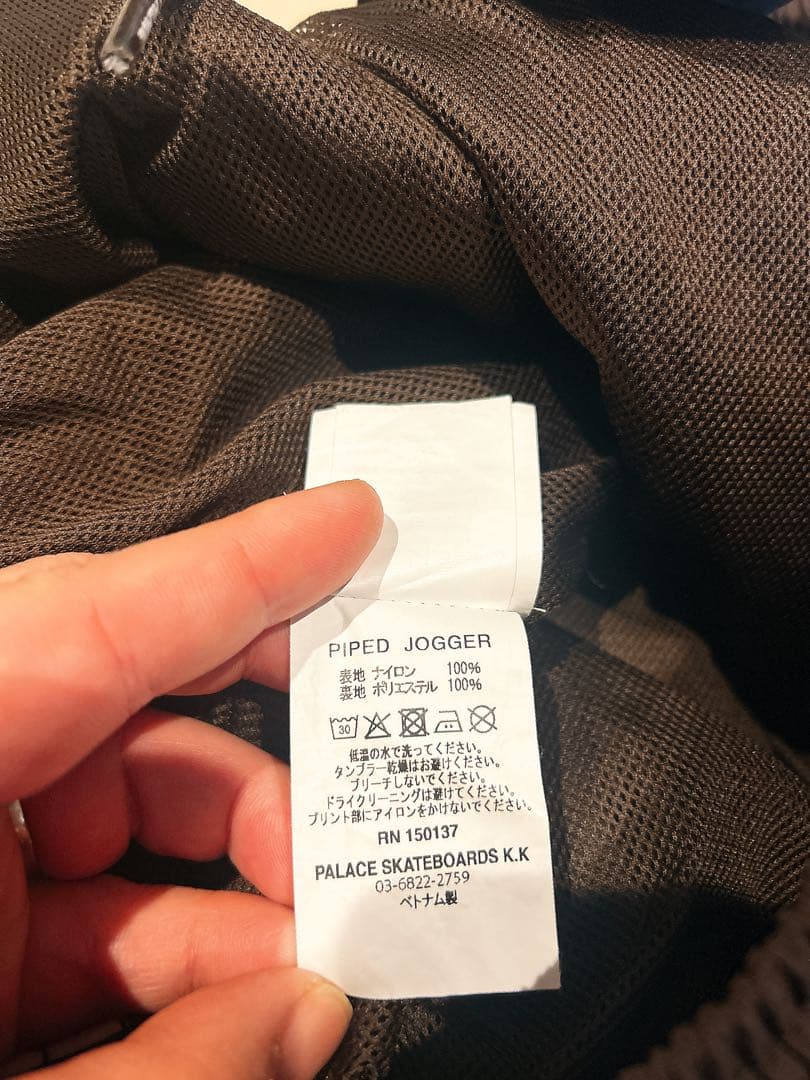 PIPED JOGGER
表地 ナイロン 100%
裏地 ポリエステル 100%
30
低温の水で洗ってください。
タンブラー乾燥はお避けください。
ブリーチしないでください。
ドライクリーニングは避けてください。
プリント部にアイロンをかけないでください。
RN 150137
PALACE SKATEBOARDS K.K
03-6822-2759
ベトナム製